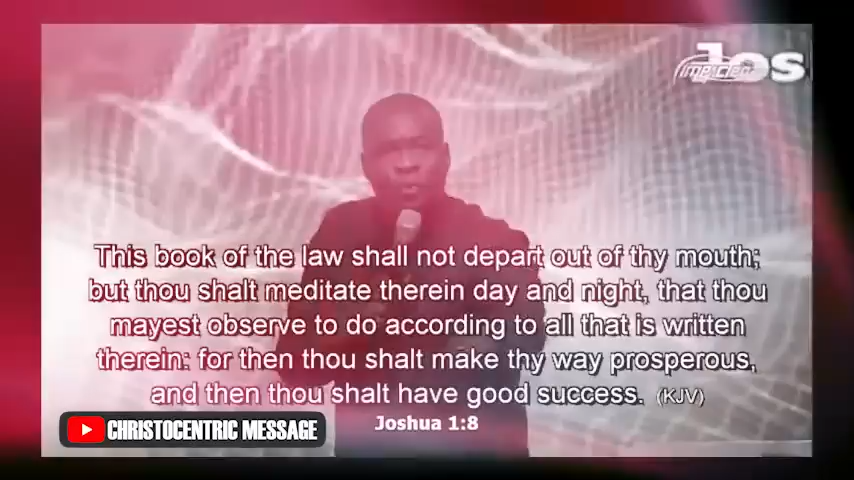 Jos
This book of the law shall not depart out of thy mouth;
but thou shalt meditate therein day and night, that thou
mayest observe to do according to all that is written
therein: for then thou shalt make thy way prosperous,
and then thou shalt have good success. (KJV)
Joshua 1:8
CHRISTOCENTRIC MESSAGE